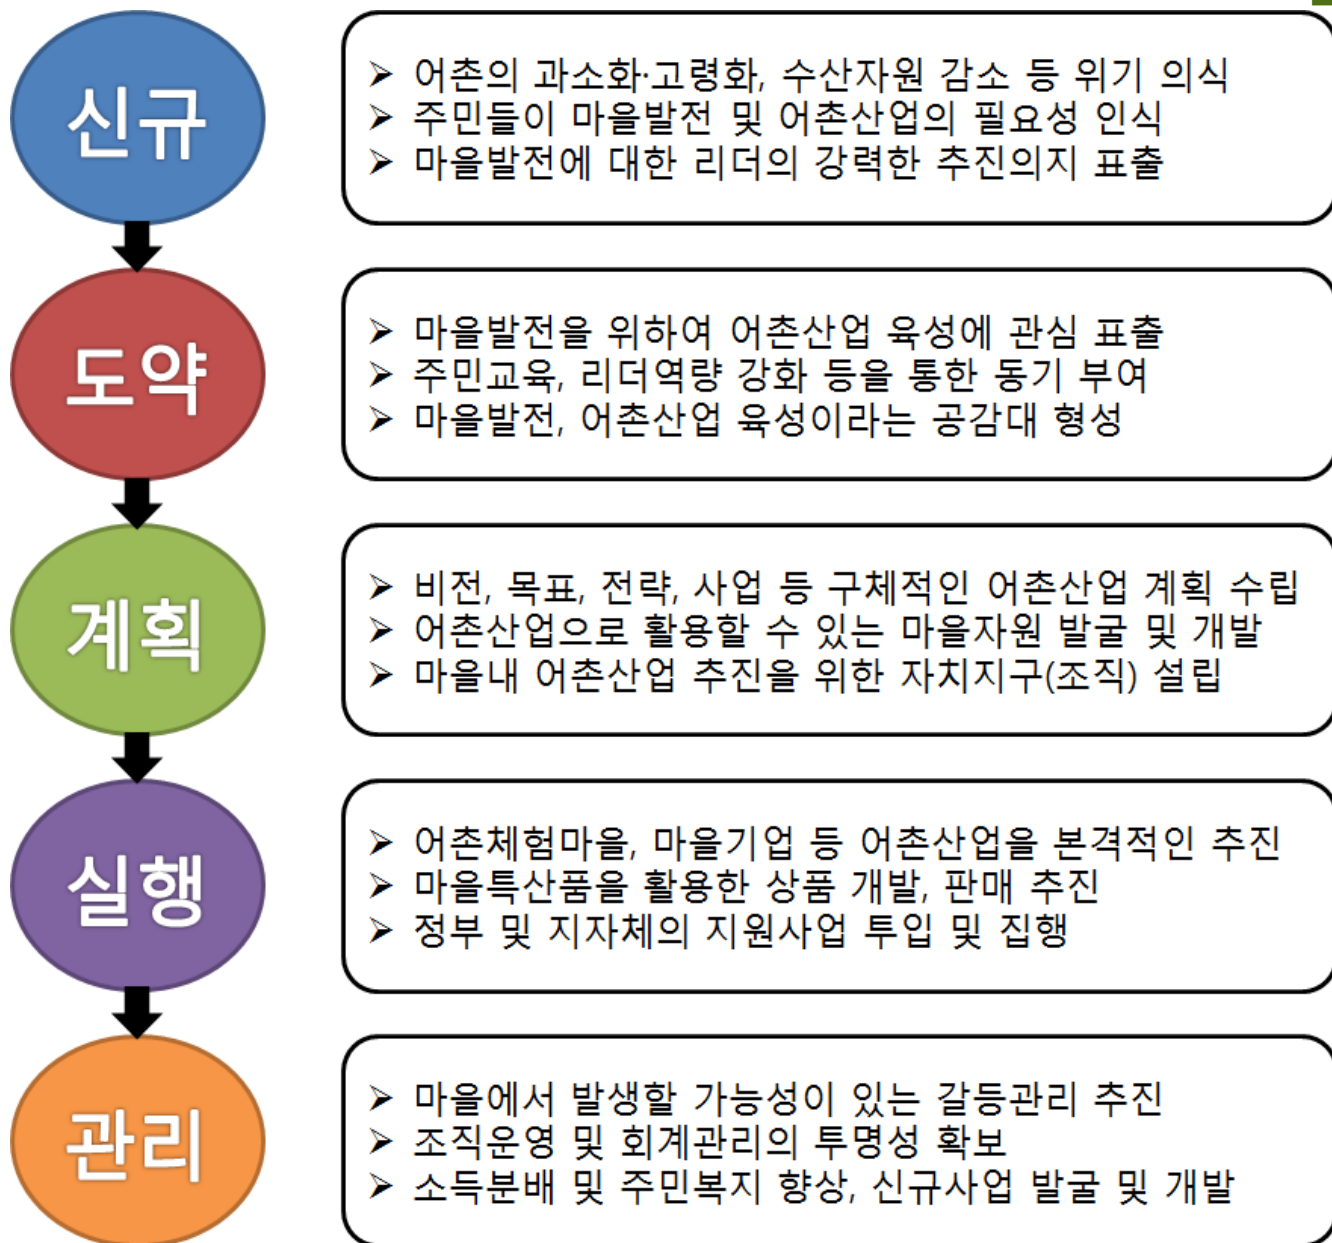 신규
➢ 어촌의 과소화·고령화, 수산자원 감소 등 위기 의식
➢ 주민들이 마을발전 및 어촌산업의 필요성 인식
➢ 마을발전에 대한 리더의 강력한 추진의지 표출
도약
➢ 마을발전을 위하여 어촌산업 육성에 관심 표출
➢ 주민교육, 리더역량 강화 등을 통한 동기 부여
➢ 마을발전, 어촌산업 육성이라는 공감대 형성
계획
➢ 비전, 목표, 전략, 사업 등 구체적인 어촌산업 계획 수립
➢ 어촌산업으로 활용할 수 있는 마을자원 발굴 및 개발
➢ 마을내 어촌산업 추진을 위한 자치지구(조직) 설립
실행
➢ 어촌체험마을, 마을기업 등 어촌산업을 본격적인 추진
➢ 마을특산품을 활용한 상품 개발, 판매 추진
➢ 정부 및 지자체의 지원사업 투입 및 집행
관리
➢ 마을에서 발생할 가능성이 있는 갈등관리 추진
➢ 조직운영 및 회계관리의 투명성 확보
➢ 소득분배 및 주민복지 향상, 신규사업 발굴 및 개발